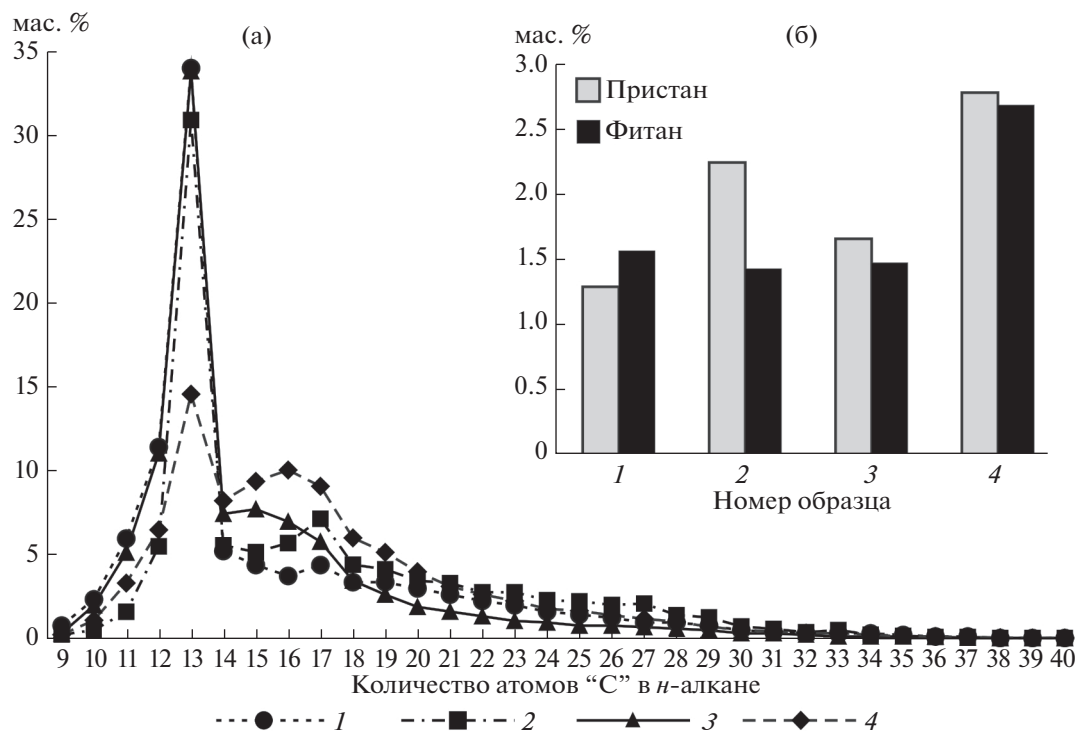 мас. %
(а)
35
30
25
20
15
10
5
0
9 10 11 12 13 14 15 16 17 18 19 20 21 22 23 24 25 26 27 28 29 30 31 32 33 34 35 36 37 38 39 40
Количество атомов “С” в н-алкане
1 2 3 4
мас. %
(б)
3.0
2.5
2.0
1.5
1.0
0.5
0
Пристан
Фитан
1 2 3 4
Номер образца